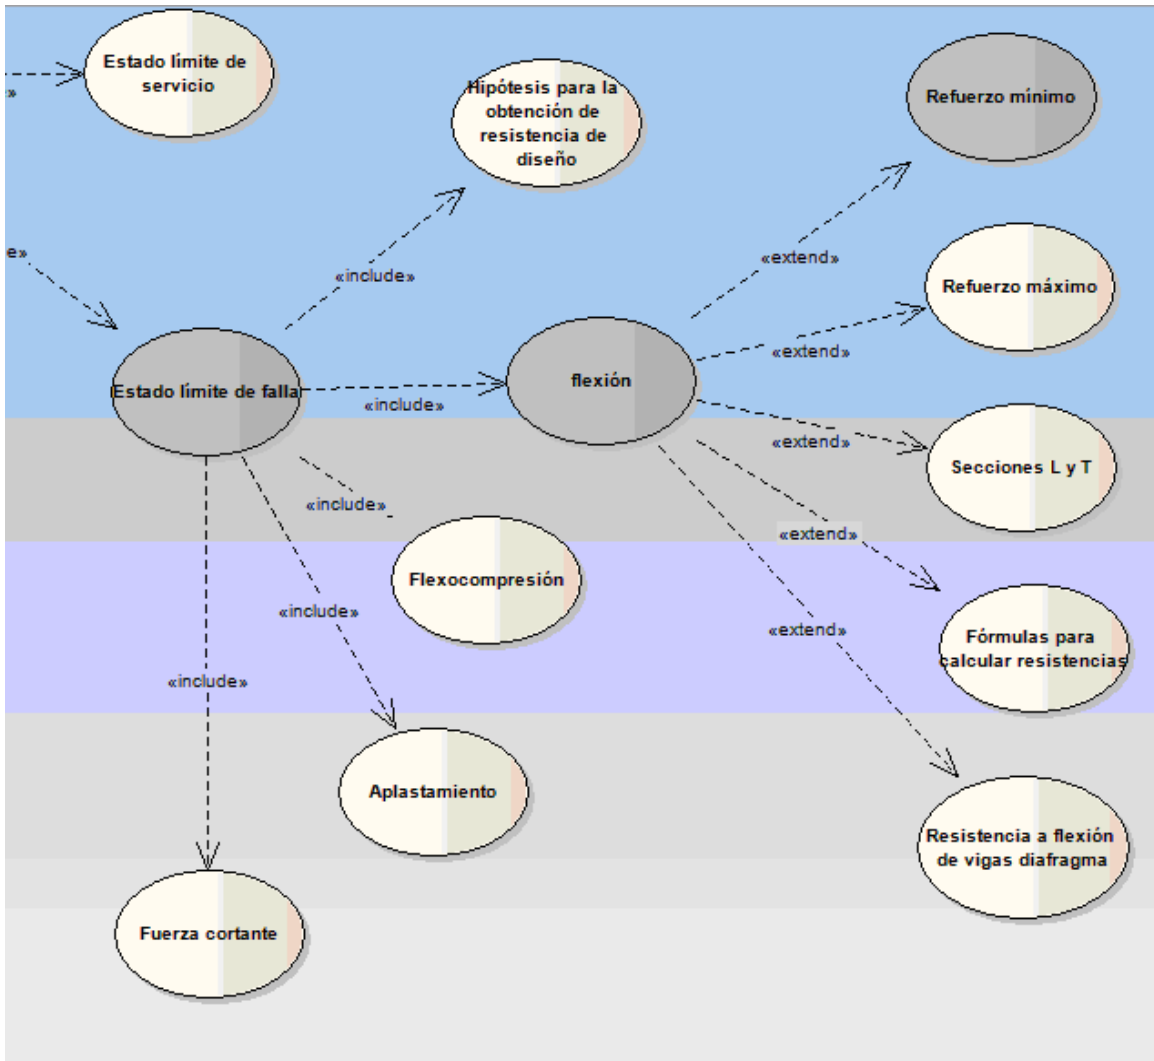 Estado límite de
servicio
Hipótesis para la
obtención de
resistencia de
diseño
Refuerzo mínimo
«extend»
«include»
Refuerzo máximo
«extend»
Estado límite de falla
«include»
flexión
«extend»
Secciones L y T
«include»
«extend»
Flexocompresión
«include»
«extend»
Fórmulas para
calcular resistencias
«include»
Aplastamiento
Resistencia a flexión
de vigas diafragma
Fuerza cortante